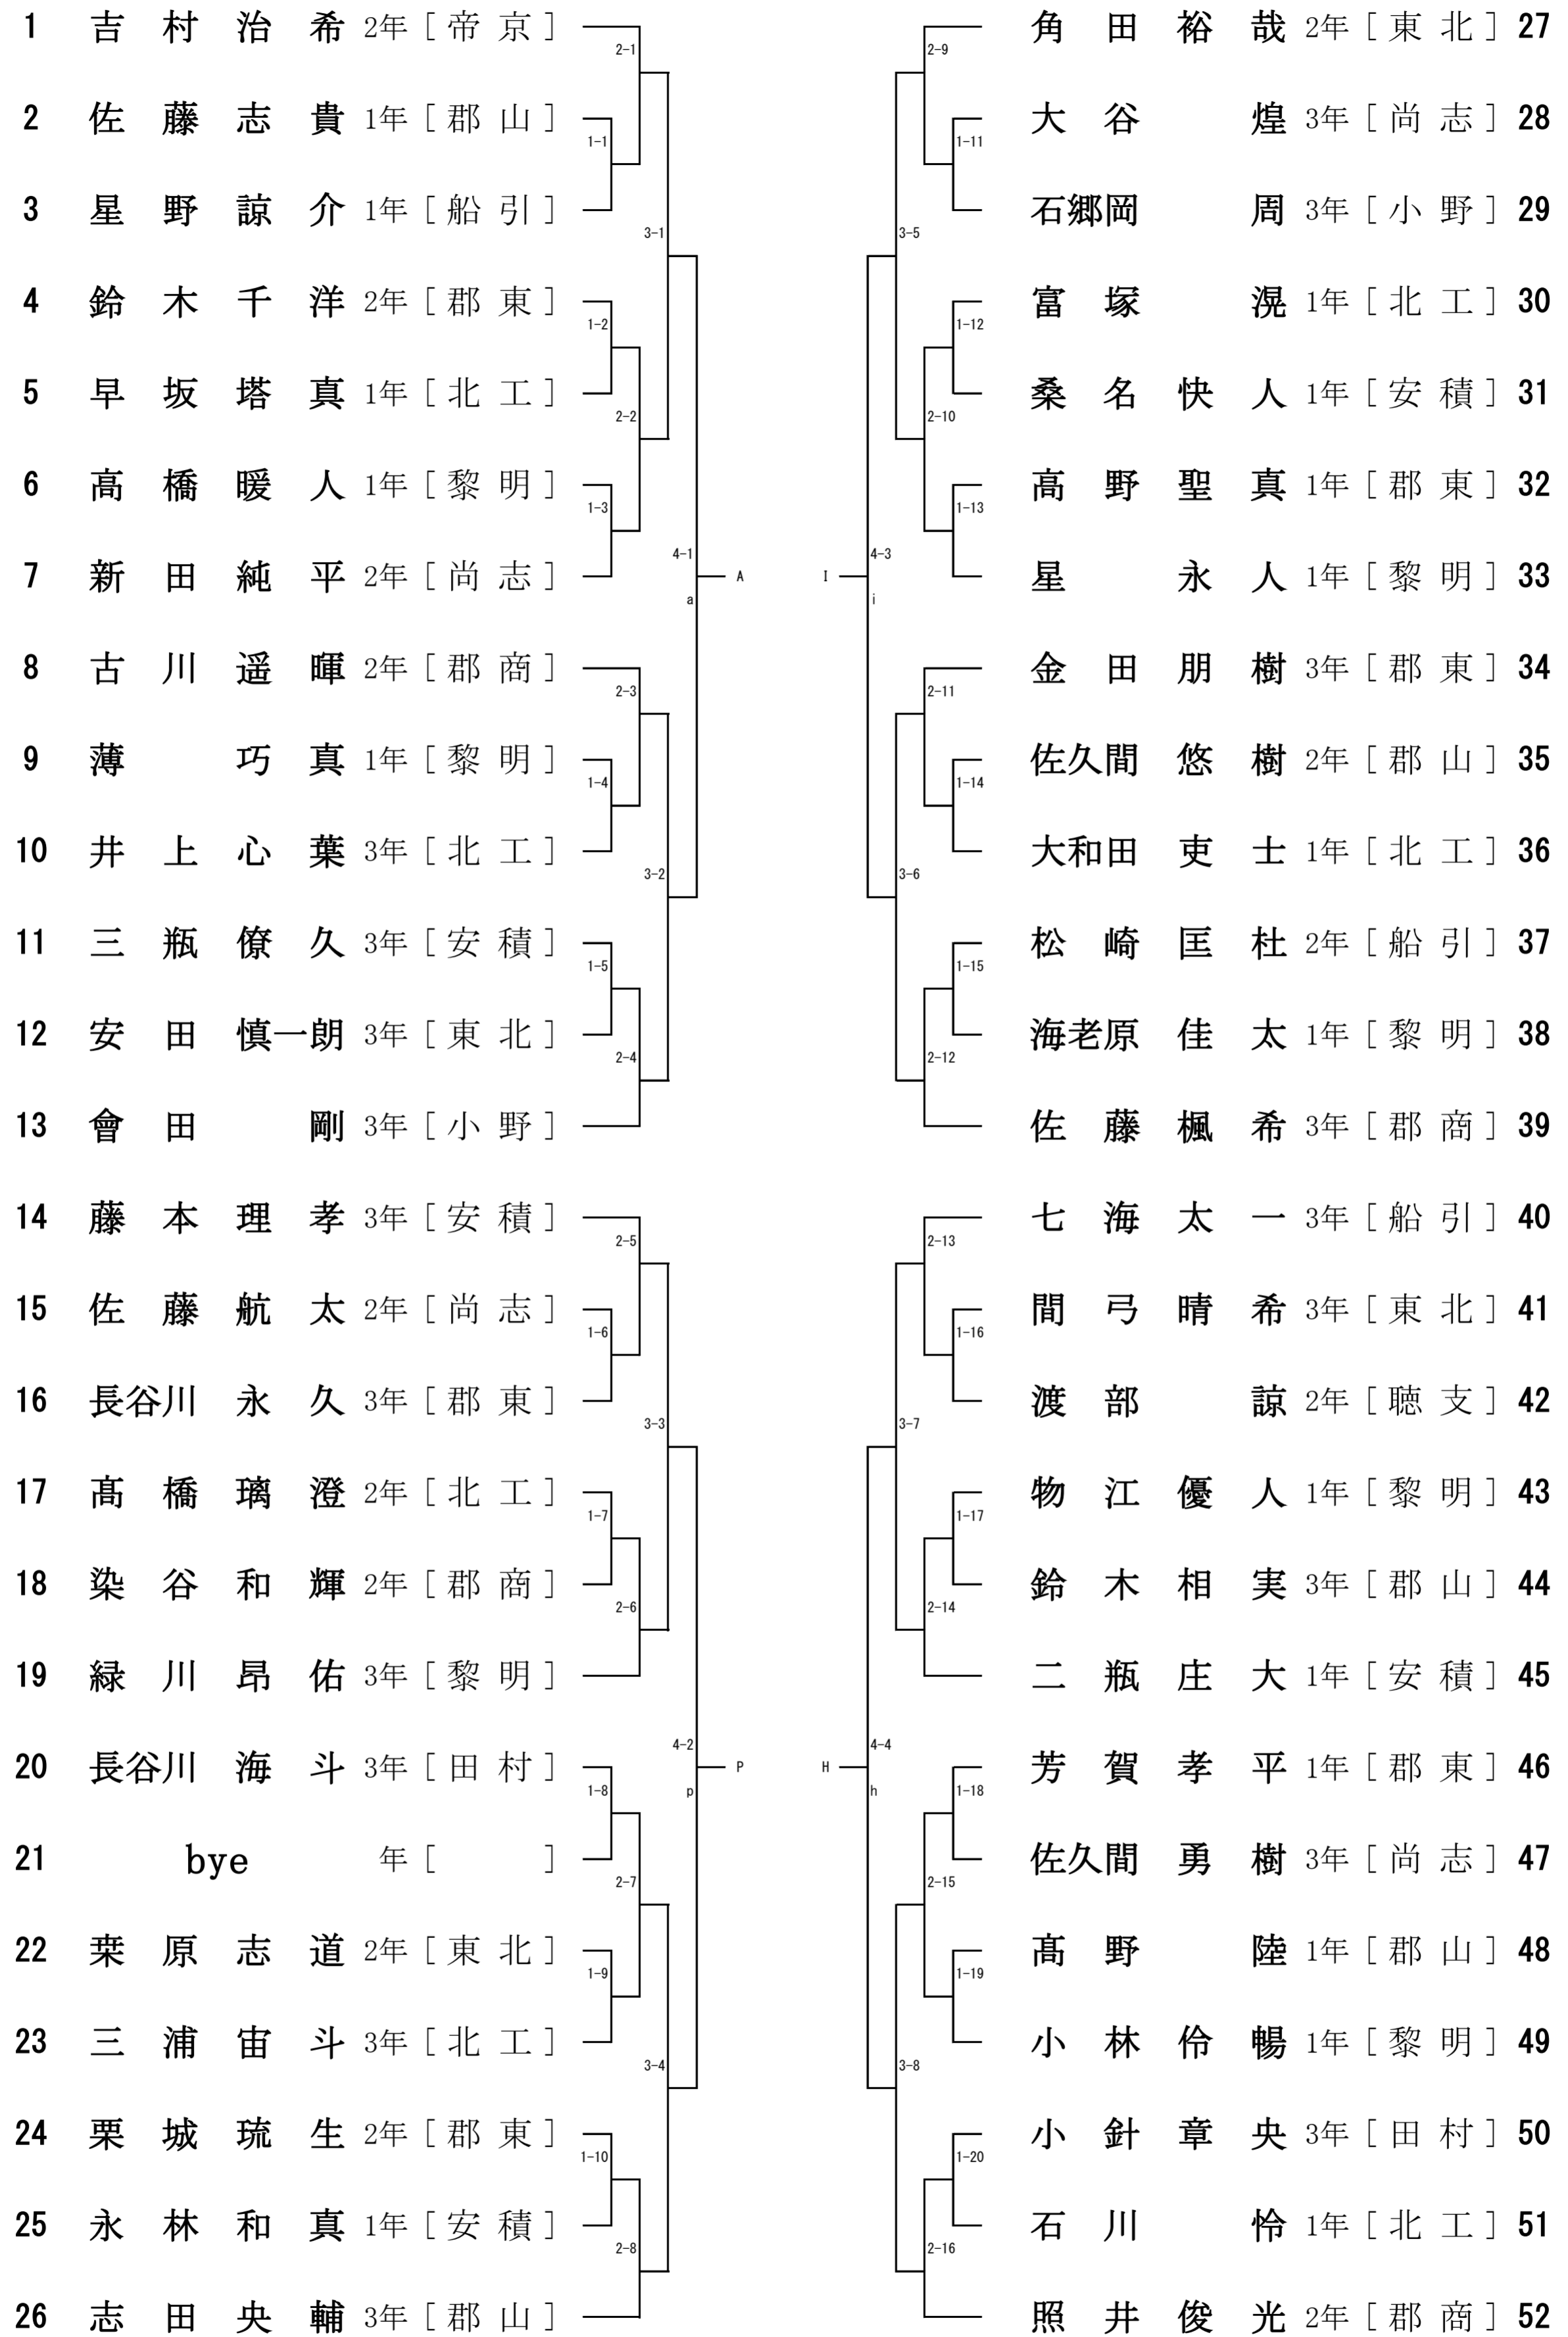 1 吉村治希 2年 [帝京]
2-1
2 佐藤志貴 1年 [郡山]
1-1
3 星野諒介 1年 [船引]
3-1
4 鈴木千洋 2年 [郡東]
1-2
5 早坂塔真 1年 [北工]
2-2
6 高橋暖人 1年 [黎明]
1-3
4-1
7 新田純平 2年 [尚志]
A
a
8 古川遥暉 2年 [郡商]
2-3
9 薄 巧真 1年 [黎明]
1-4
10 井上心葉 3年 [北工]
3-2
11 三瓶僚久 3年 [安積]
1-5
12 安田慎一朗 3年 [東北]
2-4
13 會田 剛 3年 [小野]
14 藤本理孝 3年 [安積]
2-5
15 佐藤航太 2年 [尚志]
1-6
16 長谷川永久 3年 [郡東]
3-3
17 髙橋璃澄 2年 [北工]
1-7
18 染谷和輝 2年 [郡商]
2-6
19 緑川昂佑 3年 [黎明]
4-2
20 長谷川海斗 3年 [田村]
P
1-8
p
21 bye 年 [ ]
2-7
22 栞原志道 2年 [東北]
1-9
23 三浦宙斗 3年 [北工]
3-4
24 栗城琉生 2年 [郡東]
1-10
25 永林和真 1年 [安積]
2-8
26 志田央輔 3年 [郡山]
角田裕哉 2年 [東北] 27
2-9
大谷 煌 3年 [尚志] 28
1-11
石郷岡 周 3年 [小野] 29
3-5
富塚 滉 1年 [北工] 30
1-12
桑名快人 1年 [安積] 31
2-10
高野聖真 1年 [郡東] 32
1-13
4-3
星 永人 1年 [黎明] 33
I
i
金田朋樹 3年 [郡東] 34
2-11
佐久間悠樹 2年 [郡山] 35
1-14
大和田吏士 1年 [北工] 36
3-6
松崎匡杜 2年 [船引] 37
1-15
海老原佳太 1年 [黎明] 38
2-12
佐藤楓希 3年 [郡商] 39
七海太一 3年 [船引] 40
2-13
間弓晴希 3年 [東北] 41
1-16
渡部 諒 2年 [聴支] 42
3-7
物江優人 1年 [黎明] 43
1-17
鈴木相実 3年 [郡山] 44
2-14
二瓶庄大 1年 [安積] 45
4-4
芳賀孝平 1年 [郡東] 46
H
1-18
h
佐久間勇樹 3年 [尚志] 47
2-15
髙野 陸 1年 [郡山] 48
1-19
小林伶暢 1年 [黎明] 49
3-8
小針章央 3年 [田村] 50
1-20
石川 怜 1年 [北工] 51
2-16
照井俊光 2年 [郡商] 52